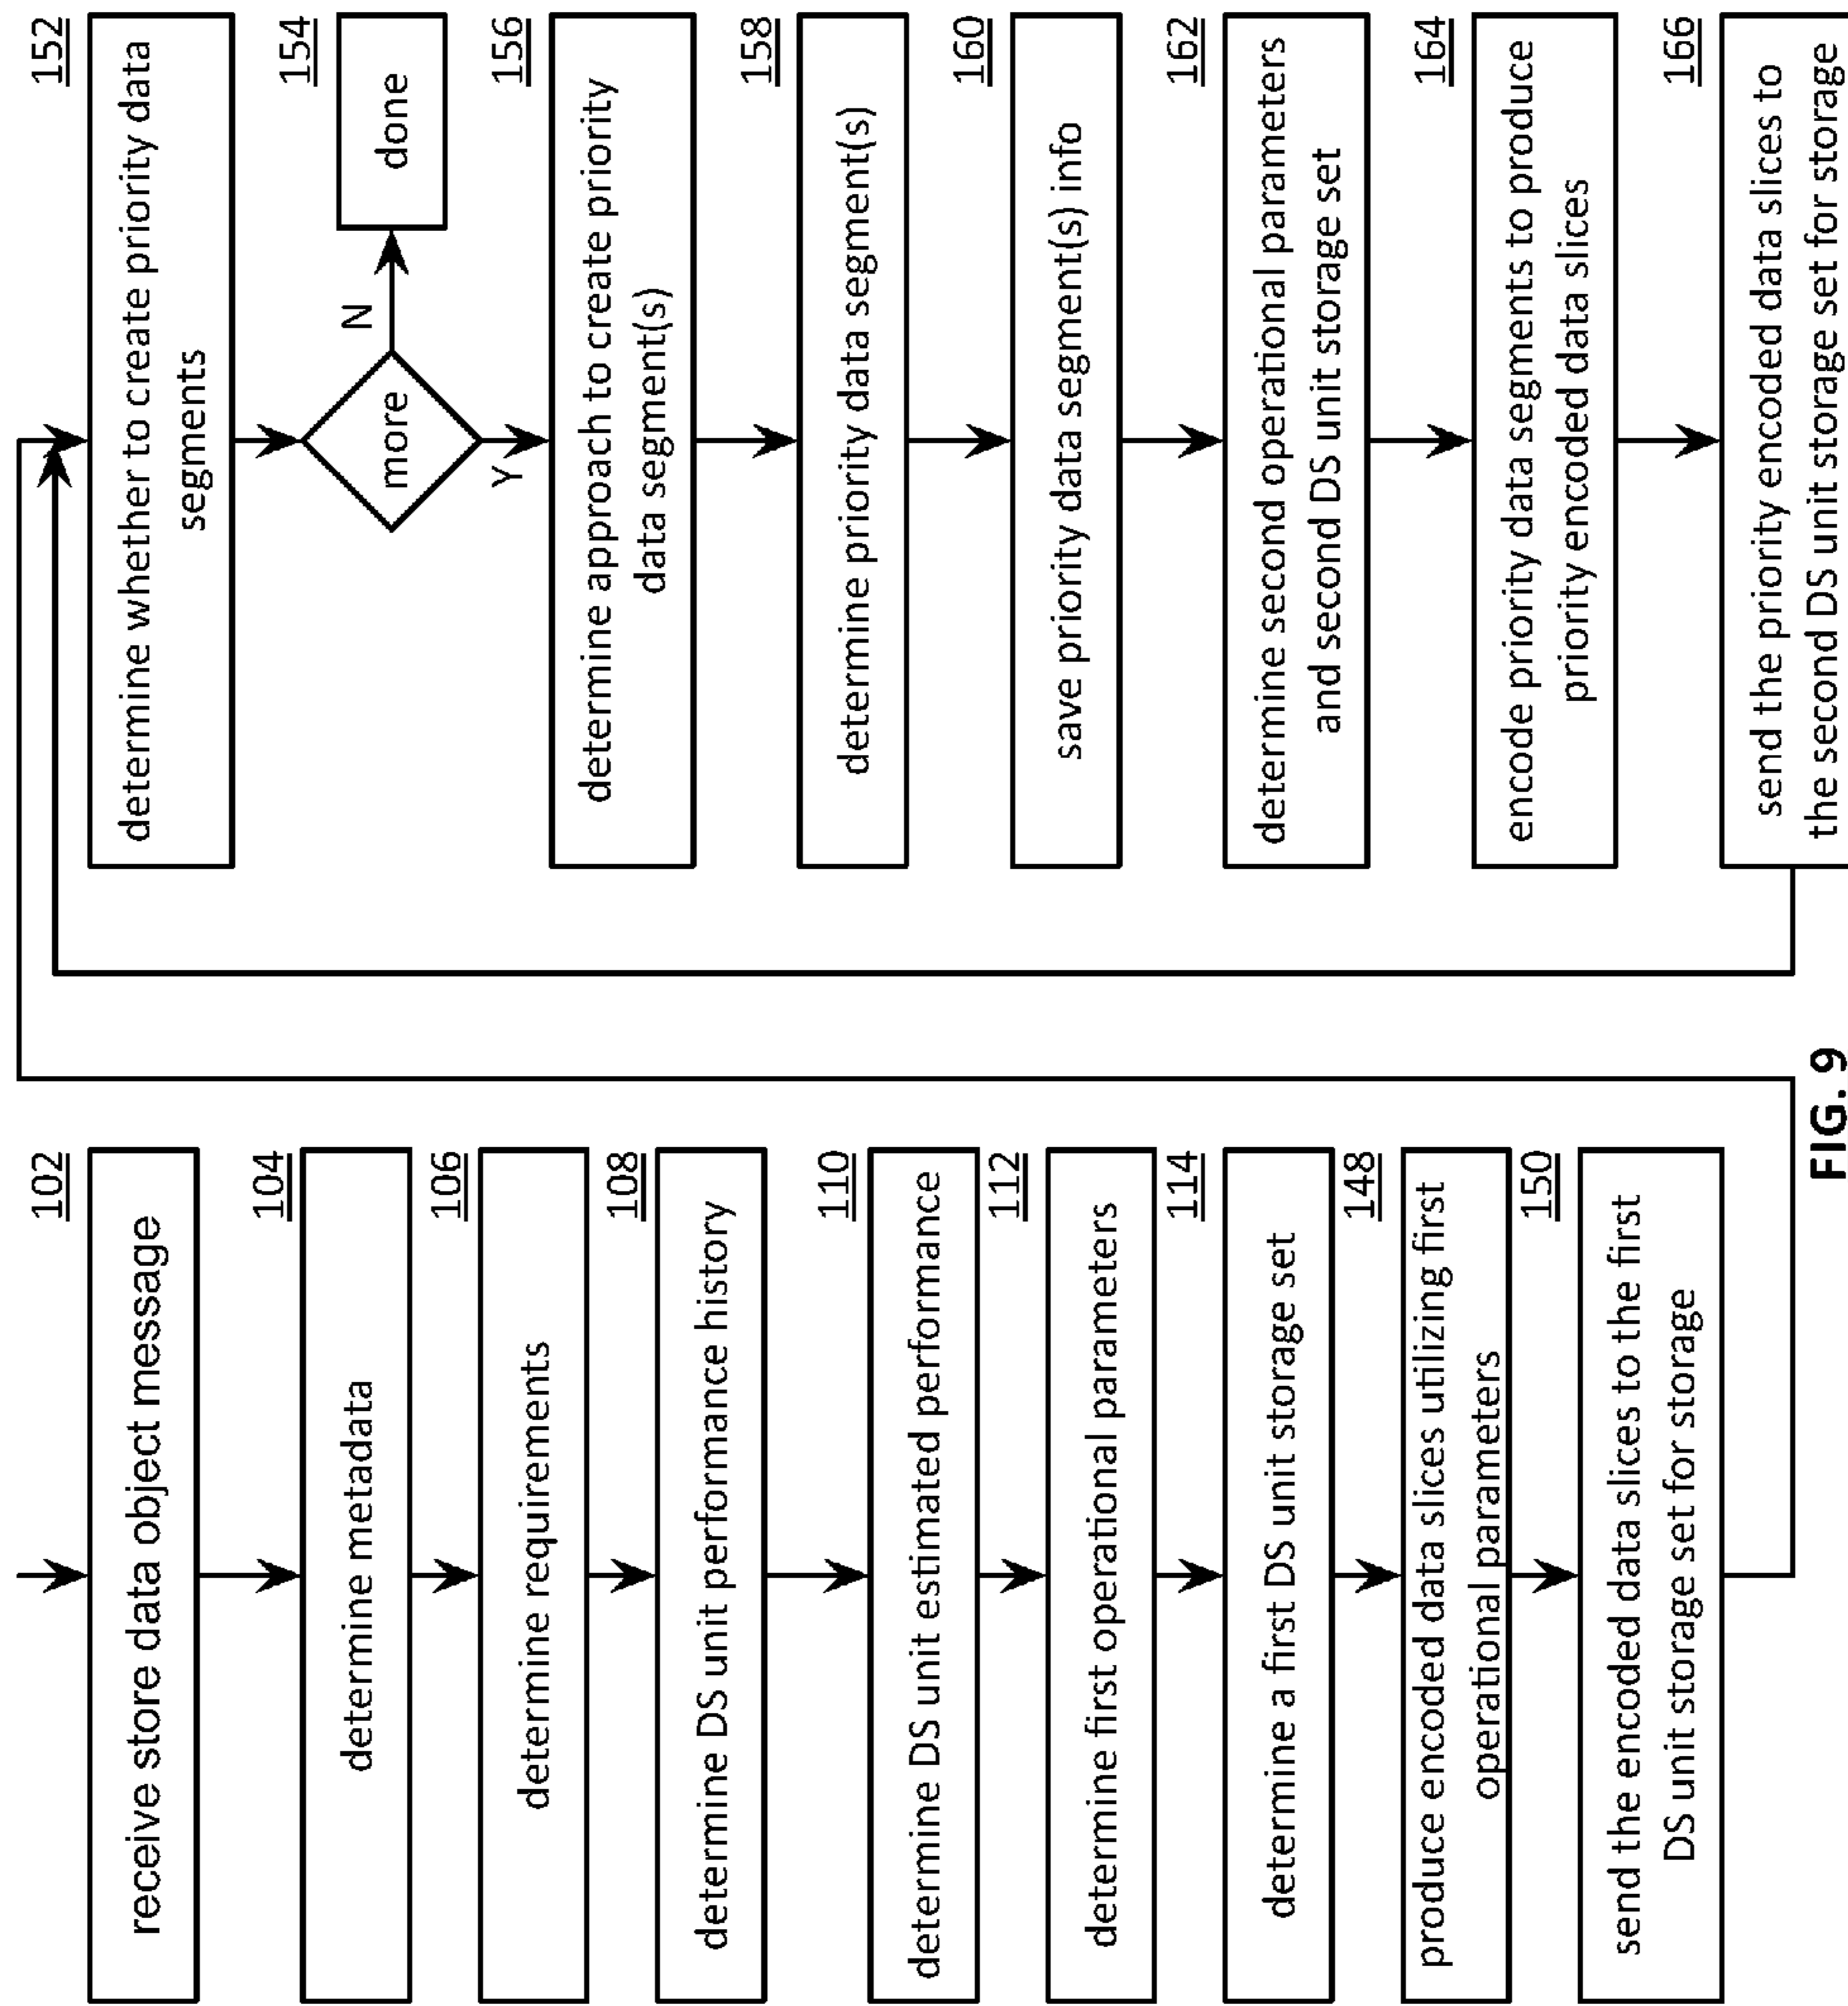 102
receive store data object message
104
determine metadata
106
determine requirements
108
determine DS unit performance history
110
determine DS unit estimated performance
112
determine first operational parameters
114
determine a first DS unit storage set
148
produce encoded data slices utilizing first
operational parameters
150
send the encoded data slices to the first
DS unit storage set for storage
152
determine whether to create priority data
segments
more
N
154
done
Y
156
determine approach to create priority
data segment(s)
158
determine priority data segment(s)
160
save priority data segment(s) info
162
determine second operational parameters
and second DS unit storage set
164
encode priority data segments to produce
priority encoded data slices
166
send the priority encoded data slices to
the second DS unit storage set for storage
FIG. 9